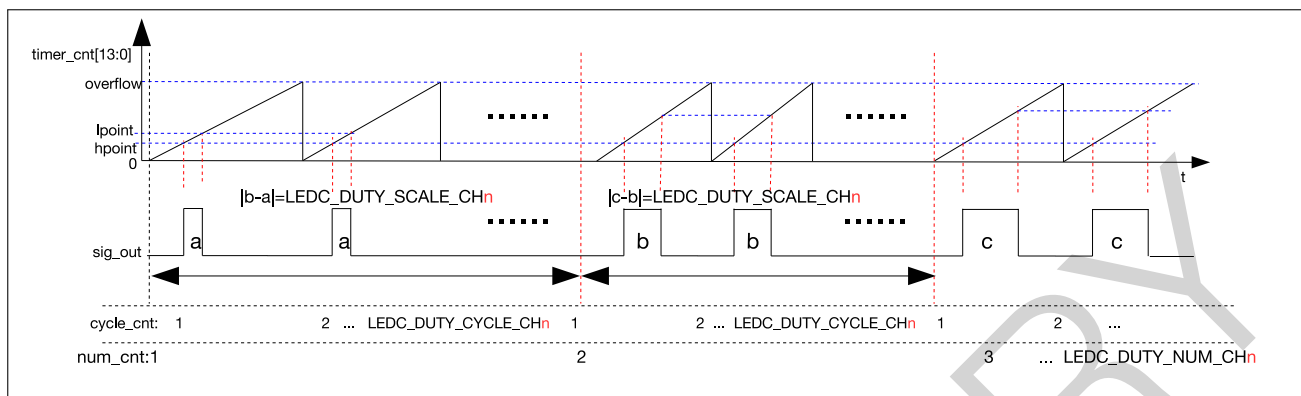 timer_cnt[13:0]
overflow
lpoint
hpoint
0
t
|b-a|=LEDC_DUTY_SCALE_CHn |c-b|=LEDC_DUTY_SCALE_CHn
sig_out a a b b c c
cycle_cnt: 1 2 ... LEDC_DUTY_CYCLE_CHn 1 2 ... LEDC_DUTY_CYCLE_CHn 1 2 ...
num_cnt:1 2 3 ... LEDC_DUTY_NUM_CHn
RY